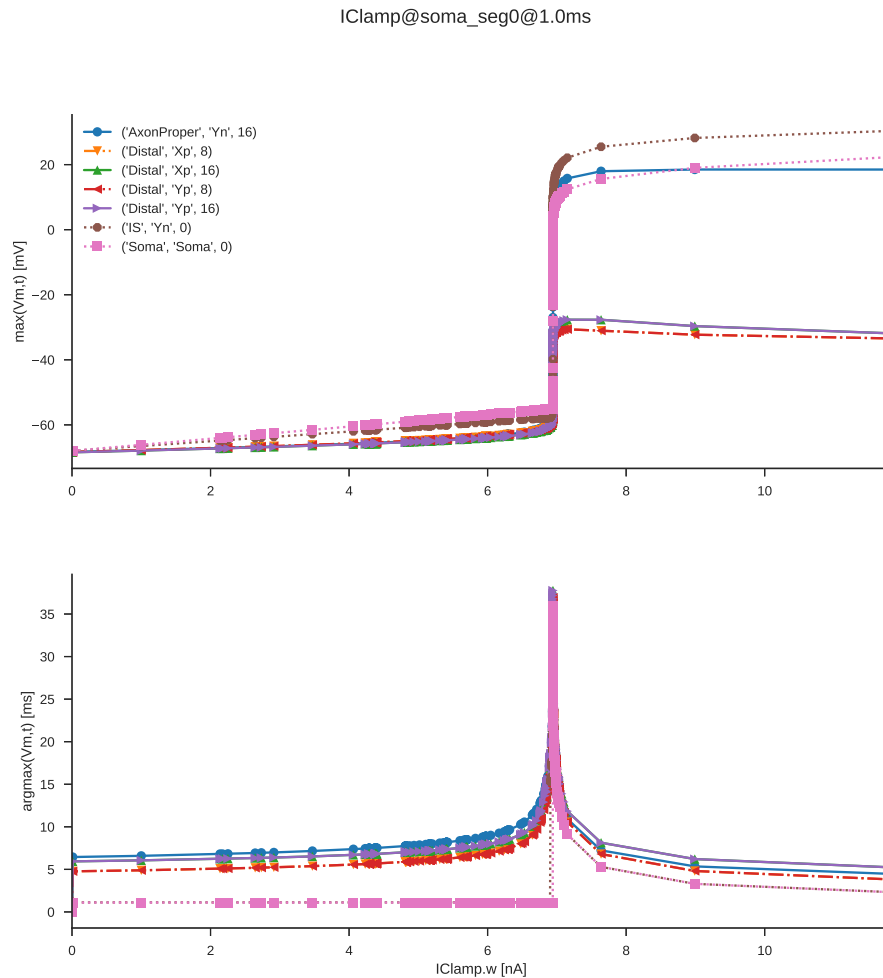 IClamp@soma_seg0@1.0ms
('AxonProper', 'Yn', 16)
('Distal', 'Xp', 8)
('Distal', 'Xp', 16)
('Distal', 'Yp', 8)
('Distal', 'Yp', 16)
('IS', 'Yn', 0)
('Soma', 'Soma', 0)
max(Vm,t) [mV]
20
0
−20
−40
−60
0 2 4 6 8 10
argmax(Vm,t) [ms]
35
30
25
20
15
10
5
0
0 2 4 6 8 10
IClamp.w [nA]